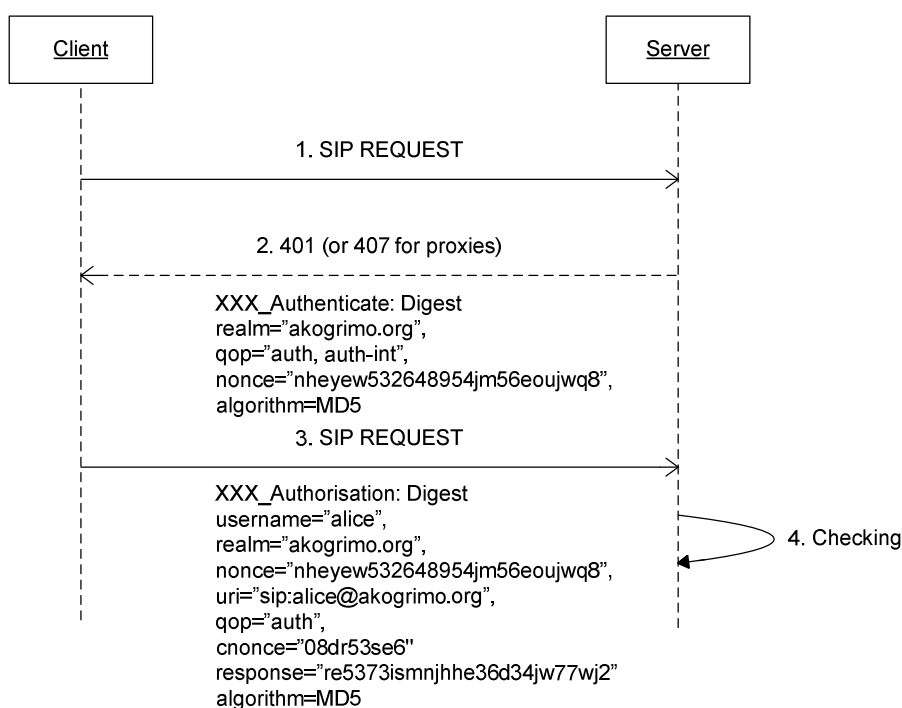 Client
Server
1. SIP REQUEST
2. 401 (or 407 for proxies)
XXX_Authenticate: Digest
realm=”akogrimo.org”,
qop=”auth, auth-int”,
nonce=”nheyew532648954jm56eoujwq8”,
algorithm=MD5
3. SIP REQUEST
XXX_Authorisation: Digest
username=”alice”,
realm=”akogrimo.org”,
nonce=”nheyew532648954jm56eoujwq8”,
uri=”sip:alice@akogrimo.org”,
qop=”auth”,
cnonce=”08dr53se6"
response=”re5373ismnjhhe36d34jw77wj2”
algorithm=MD5
4. Checking